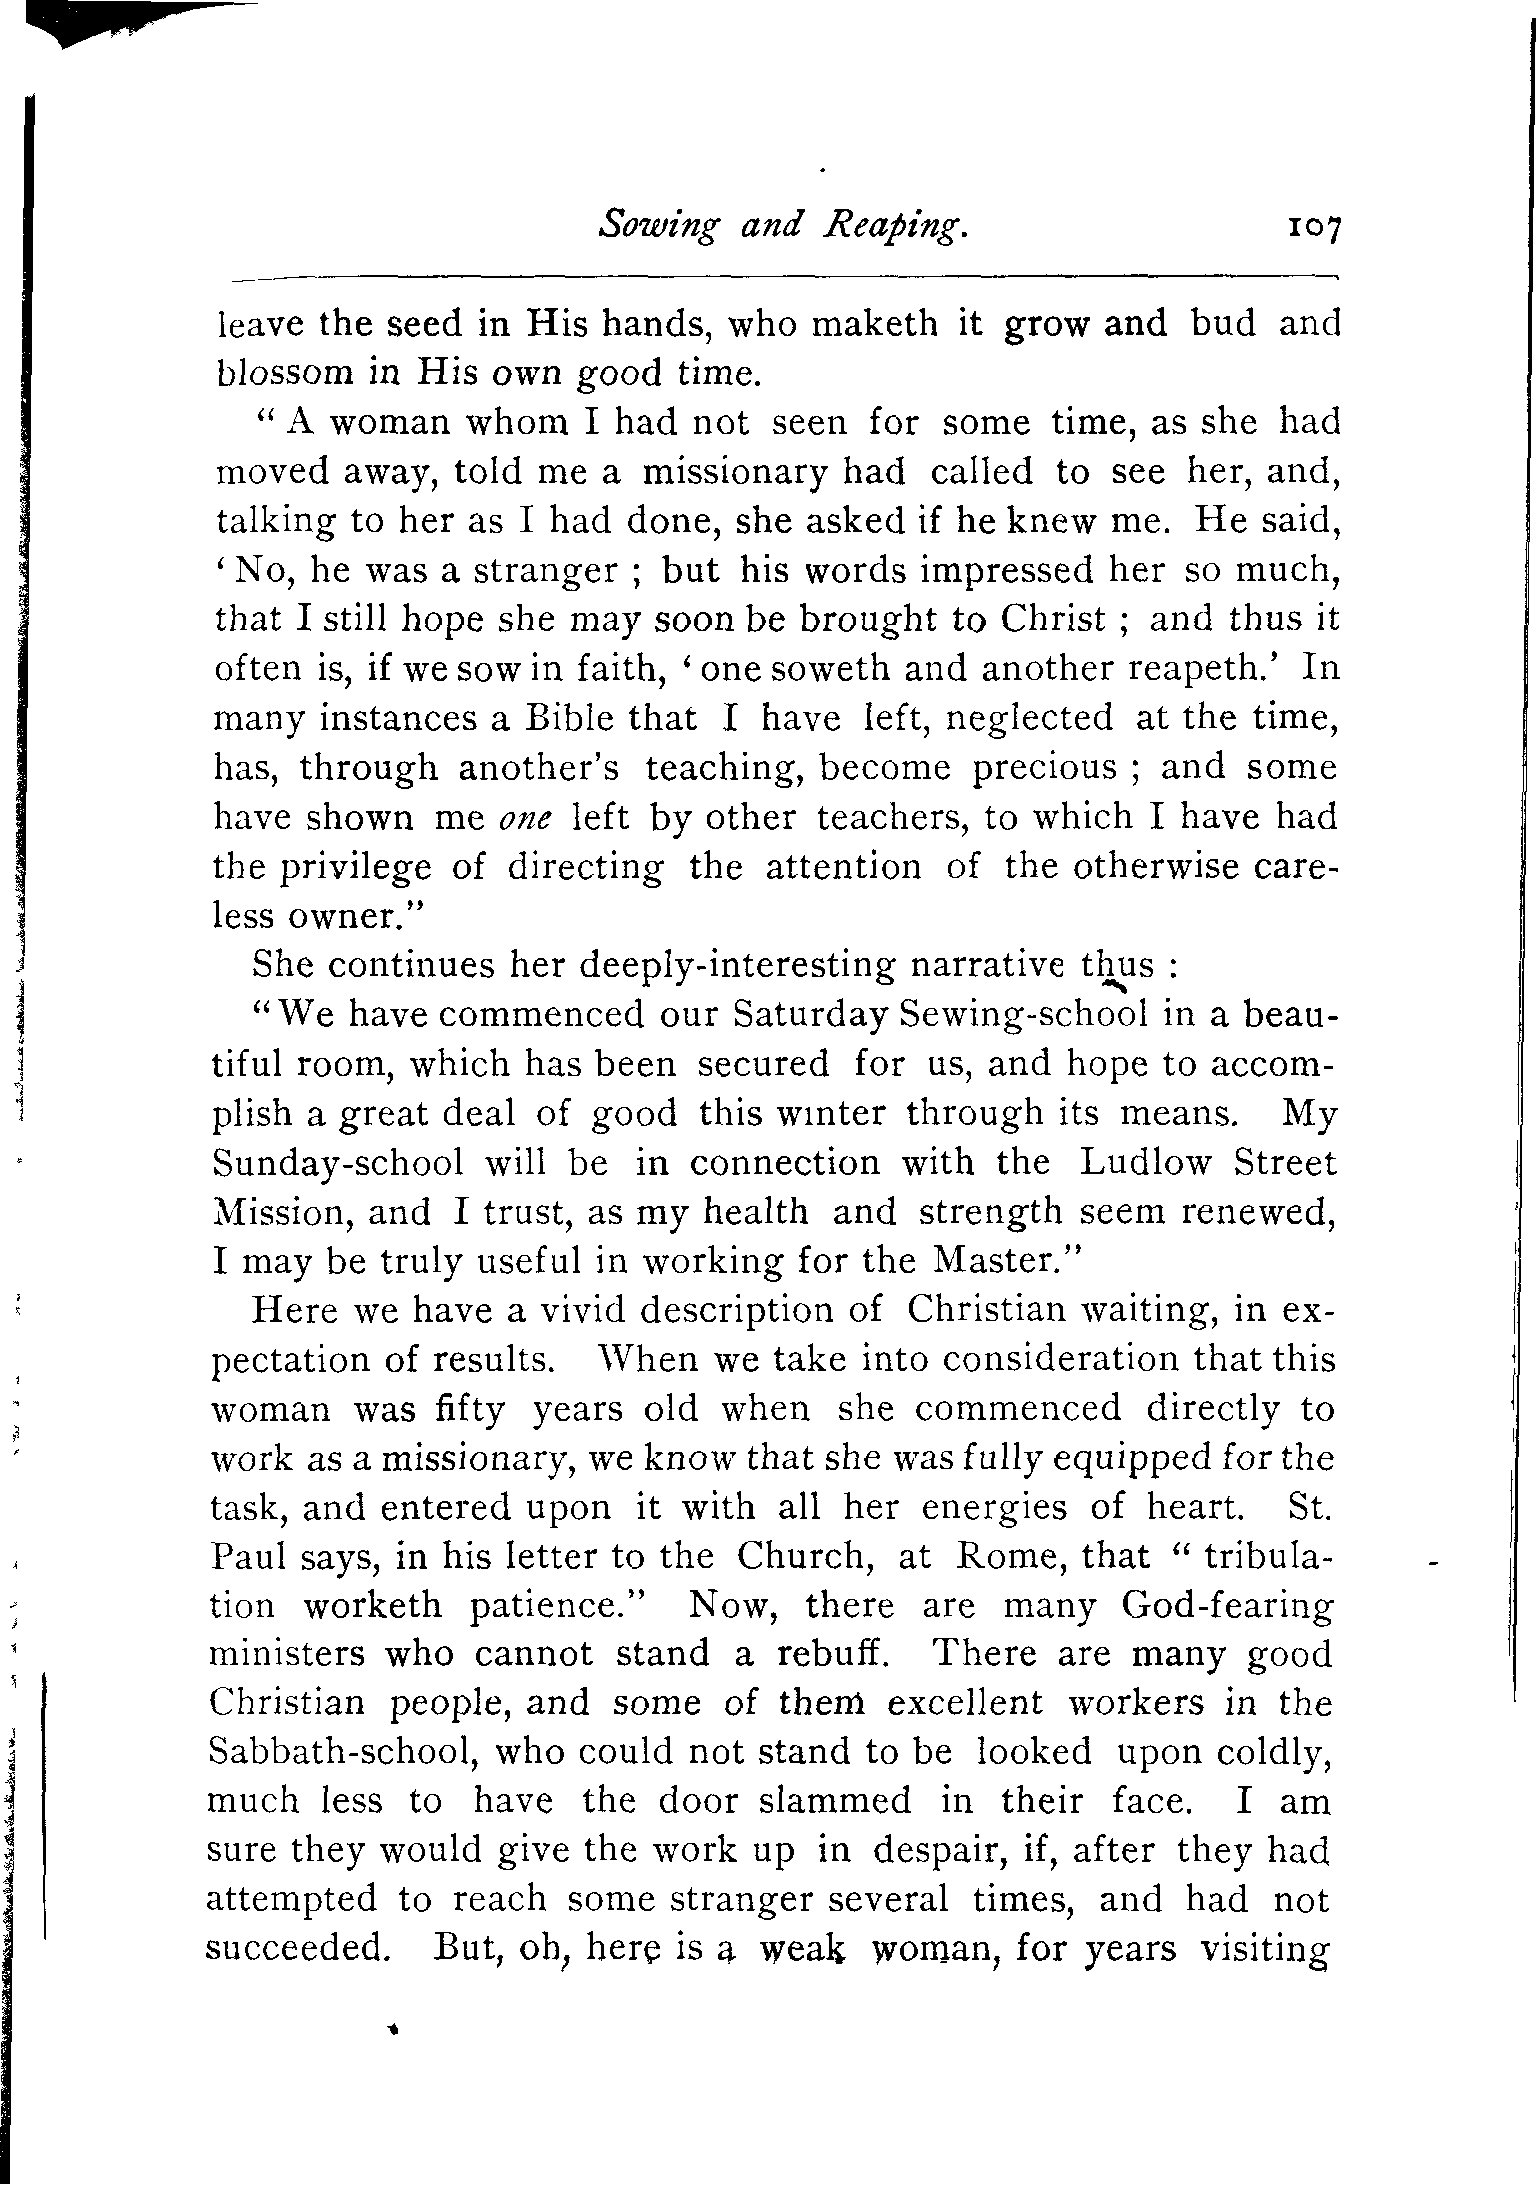 Sowing and Reaping. 107
leave the seed in His hands, who maketh it grow and bud and
blossom in His own good time.
“ A woman whom I had not seen for some time, as she had
moved away, told me a missionary had called to see her, and,
talking to her as I had done, she asked if he knew me. He said,
‘ No, he was a stranger ; but his words impressed her so much,
that I still hope she may soon be brought to Christ ; and thus it
often is, if we sow in faith, ‘ one soweth and another reapeth.’ In
many instances a Bible that I have left, neglected at the time,
has, through another’s teaching, become precious ; and some
have shown me one left by other teachers, to which I have had
the privilege of directing the attention of the otherwise care-
less owner.”
She continues her deeply-interesting narrative thus :
“ We have commenced our Saturday Sewing-school in a beau-
tiful room, which has been secured for us, and hope to accom-
plish a great deal of good this winter through its means. My
Sunday-school will be in connection with the Ludlow Street
Mission, and I trust, as my health and strength seem renewed,
I may be truly useful in working for the Master.”
Here we have a vivid description of Christian waiting, in ex-
pectation of results. When we take into consideration that this
woman was fifty years old when she commenced directly to
work as a missionary, we know that she was fully equipped for the
task, and entered upon it with all her energies of heart. St.
Paul says, in his letter to the Church, at Rome, that “ tribula-
tion worketh patience.” Now, there are many God-fearing
ministers who cannot stand a rebuff. There are many good
Christian people, and some of them excellent workers in the
Sabbath-school, who could not stand to be looked upon coldly,
much less to have the door slammed in their face. I am
sure they would give the work up in despair, if, after they had
attempted to reach some stranger several times, and had not
succeeded. But, oh, here is a weak woman, for years visiting